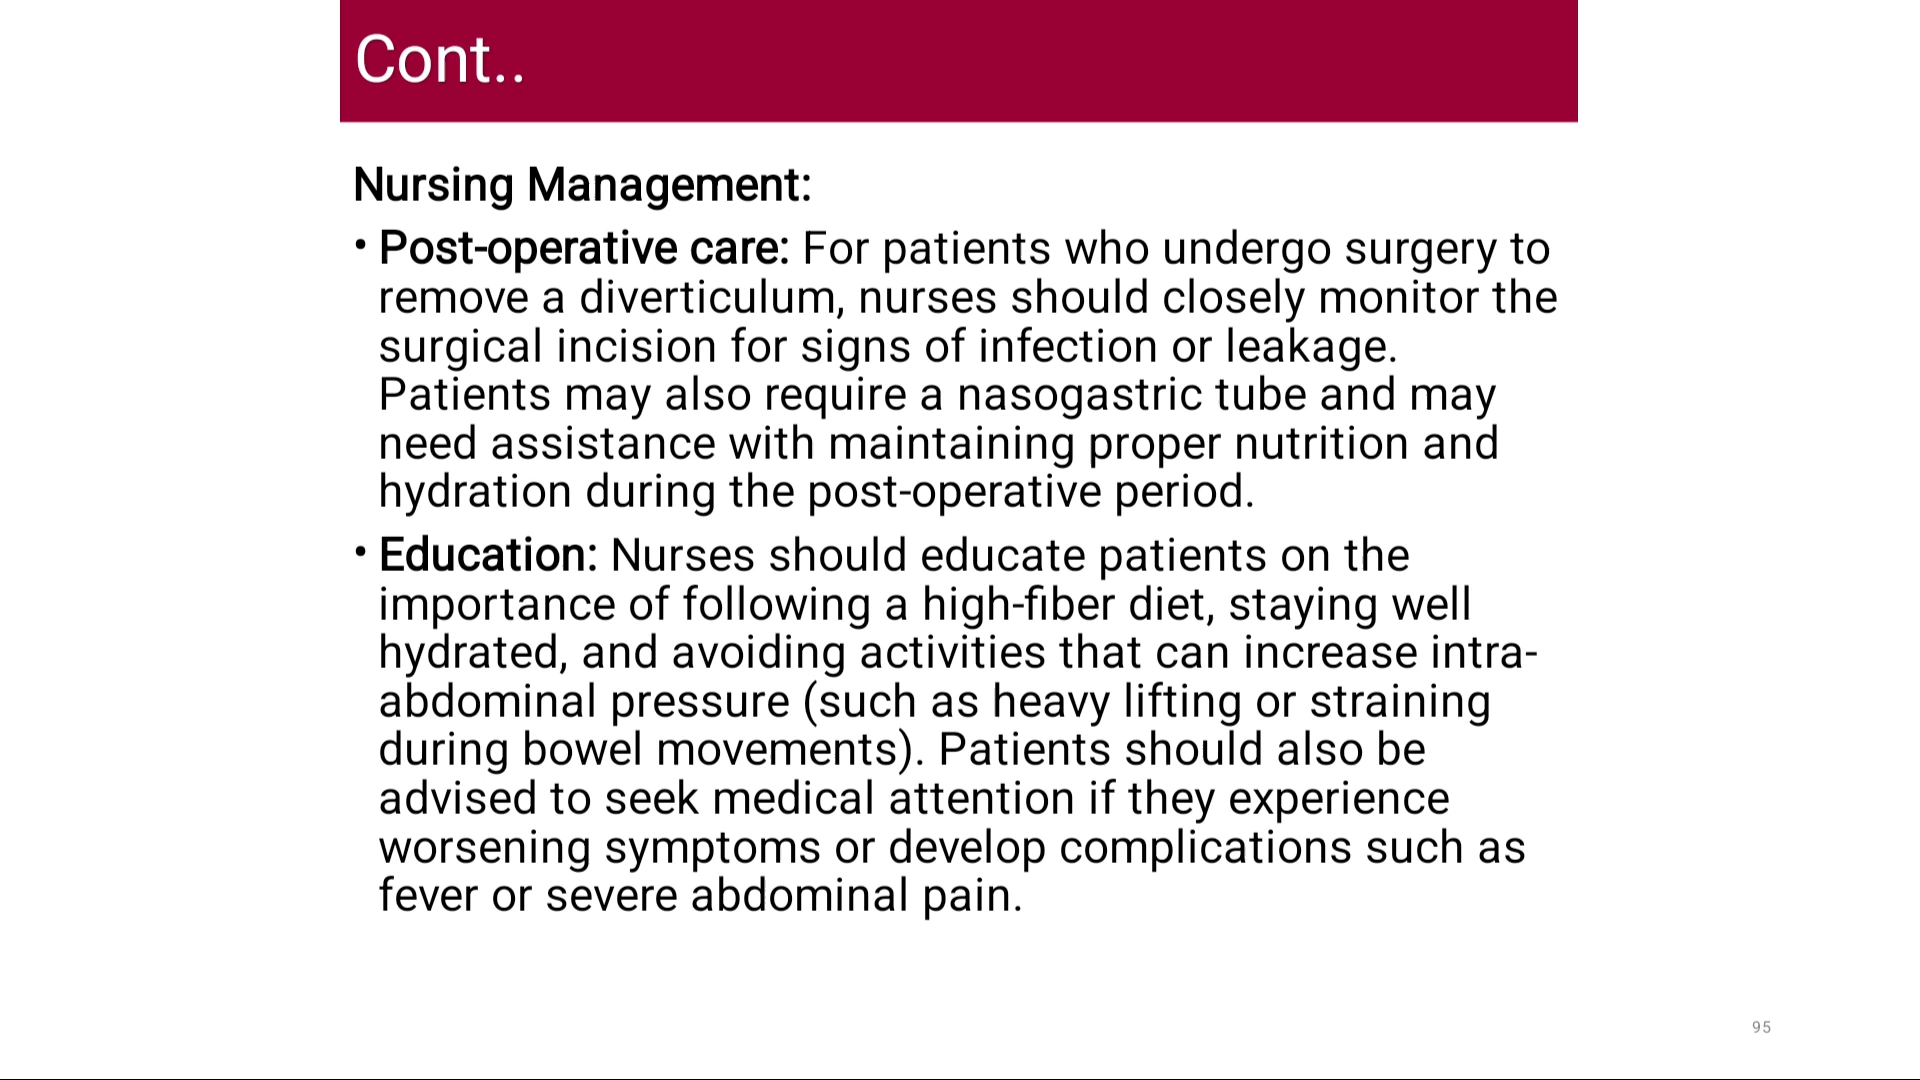 Cont..
Nursing Management:
• Post-operative care: For patients who undergo surgery to
remove a diverticulum, nurses should closely monitor the
surgical incision for signs of infection or leakage.
Patients may also require a nasogastric tube and may
need assistance with maintaining proper nutrition and
hydration during the post-operative period.
• Education: Nurses should educate patients on the
importance of following a high-fiber diet, staying well
hydrated, and avoiding activities that can increase intra-
abdominal pressure (such as heavy lifting or straining
during bowel movements). Patients should also be
advised to seek medical attention if they experience
worsening symptoms or develop complications such as
fever or severe abdominal pain.
95